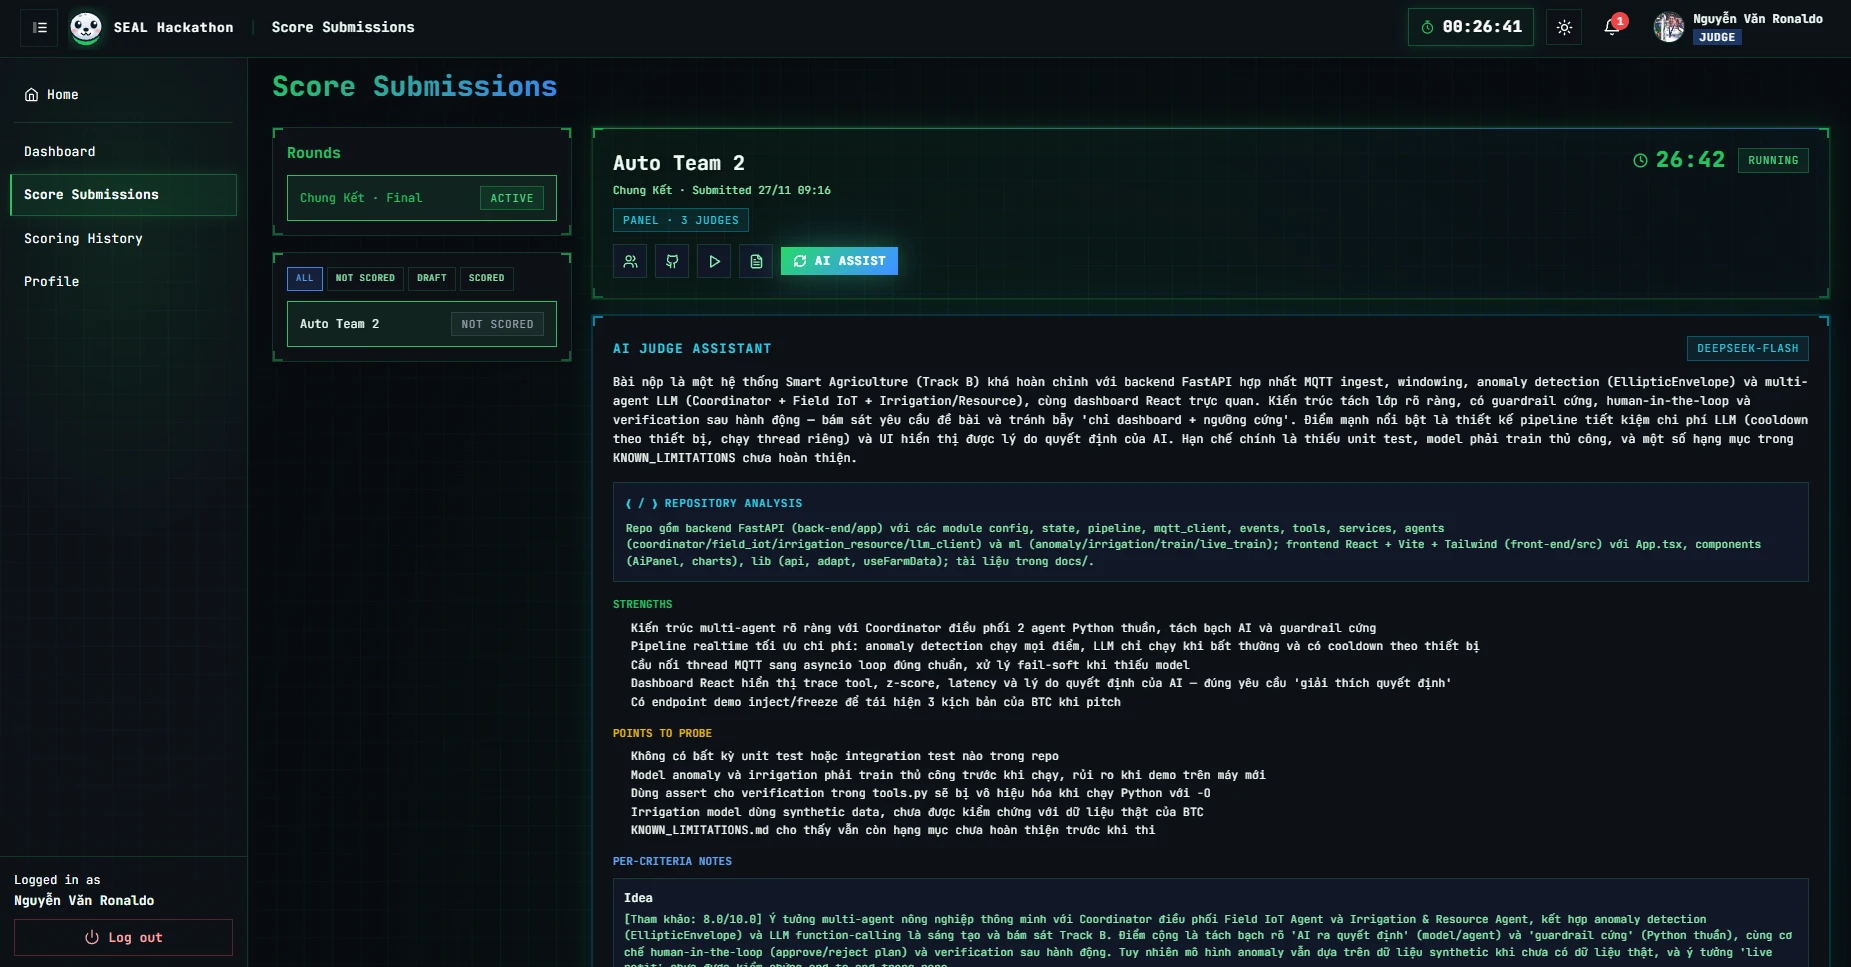 SEAL Hackathon
Score Submissions
00:26:41
1
Nguyễn Văn Ronaldo
JUDGE
Home
Dashboard
Score Submissions
Scoring History
Profile
Logged in as
Nguyễn Văn Ronaldo
Log out
Score Submissions
Rounds
Chung Kết · Final
ACTIVE
ALL
NOT SCORED
DRAFT
SCORED
Auto Team 2
NOT SCORED
Auto Team 2
26:42
RUNNING
Chung Kết · Submitted 27/11 09:16
PANEL · 3 JUDGES
AI ASSIST
AI JUDGE ASSISTANT
DEEPSEEK-FLASH
Bài nộp là một hệ thống Smart Agriculture (Track B) khá hoàn chỉnh với backend FastAPI hợp nhất MQTT ingest, windowing, anomaly detection (EllipticEnvelope) và multi-
agent LLM (Coordinator + Field IoT + Irrigation/Resource), cùng dashboard React trực quan. Kiến trúc tách lớp rõ ràng, có guardrail cứng, human-in-the-loop và
verification sau hành động — bám sát yêu cầu đề bài và tránh bẫy 'chỉ dashboard + ngưỡng cứng'. Điểm mạnh nổi bật là thiết kế pipeline tiết kiệm chi phí LLM (cooldown
theo thiết bị, chạy thread riêng) và UI hiển thị được lý do quyết định của AI. Hạn chế chính là thiếu unit test, model phải train thủ công, và một số hạng mục trong
KNOWN_LIMITATIONS chưa hoàn thiện.
REPOSITORY ANALYSIS
Repo gồm backend FastAPI (back-end/app) với các module config, state, pipeline, mqtt_client, events, tools, services, agents
(coordinator/field_iot/irrigation_resource/llm_client) và ml (anomaly/irrigation/train/live_train); frontend React + Vite + Tailwind (front-end/src) với App.tsx, components
(AiPanel, charts), lib (api, adapt, useFarmData); tài liệu trong docs/.
STRENGTHS
Kiến trúc multi-agent rõ ràng với Coordinator điều phối 2 agent Python thuần, tách bạch AI và guardrail cứng
Pipeline realtime tối ưu chi phí: anomaly detection chạy mọi điểm, LLM chỉ chạy khi bất thường và có cooldown theo thiết bị
Cầu nối thread MQTT sang asyncio loop đúng chuẩn, xử lý fail-soft khi thiếu model
Dashboard React hiển thị trace tool, z-score, latency và lý do quyết định của AI — đúng yêu cầu 'giải thích quyết định'
Có endpoint demo inject/freeze để tái hiện 3 kịch bản của BTC khi pitch
POINTS TO PROBE
Không có bất kỳ unit test hoặc integration test nào trong repo
Model anomaly và irrigation phải train thủ công trước khi chạy, rủi ro khi demo trên máy mới
Dùng assert cho verification trong tools.py sẽ bị vô hiệu hóa khi chạy Python với -O
Irrigation model dùng synthetic data, chưa được kiểm chứng với dữ liệu thật của BTC
KNOWN_LIMITATIONS.md cho thấy vẫn còn hạng mục chưa hoàn thiện trước khi thi
PER-CRITERIA NOTES
Idea
[Tham khảo: 8.0/10.0] Ý tưởng multi-agent nông nghiệp thông minh với Coordinator điều phối Field IoT Agent và Irrigation & Resource Agent, kết hợp anomaly detection
(EllipticEnvelope) và LLM function-calling là sáng tạo và bám sát Track B. Điểm cộng là tách bạch rõ 'AI ra quyết định' (model/agent) và 'guardrail cứng' (Python thuần), cùng cơ
chế human-in-the-loop (approve/reject plan) và verification sau hành động. Tuy nhiên mô hình anomaly vẫn dựa trên dữ liệu synthetic khi chưa có dữ liệu thật, và ý tưởng 'live